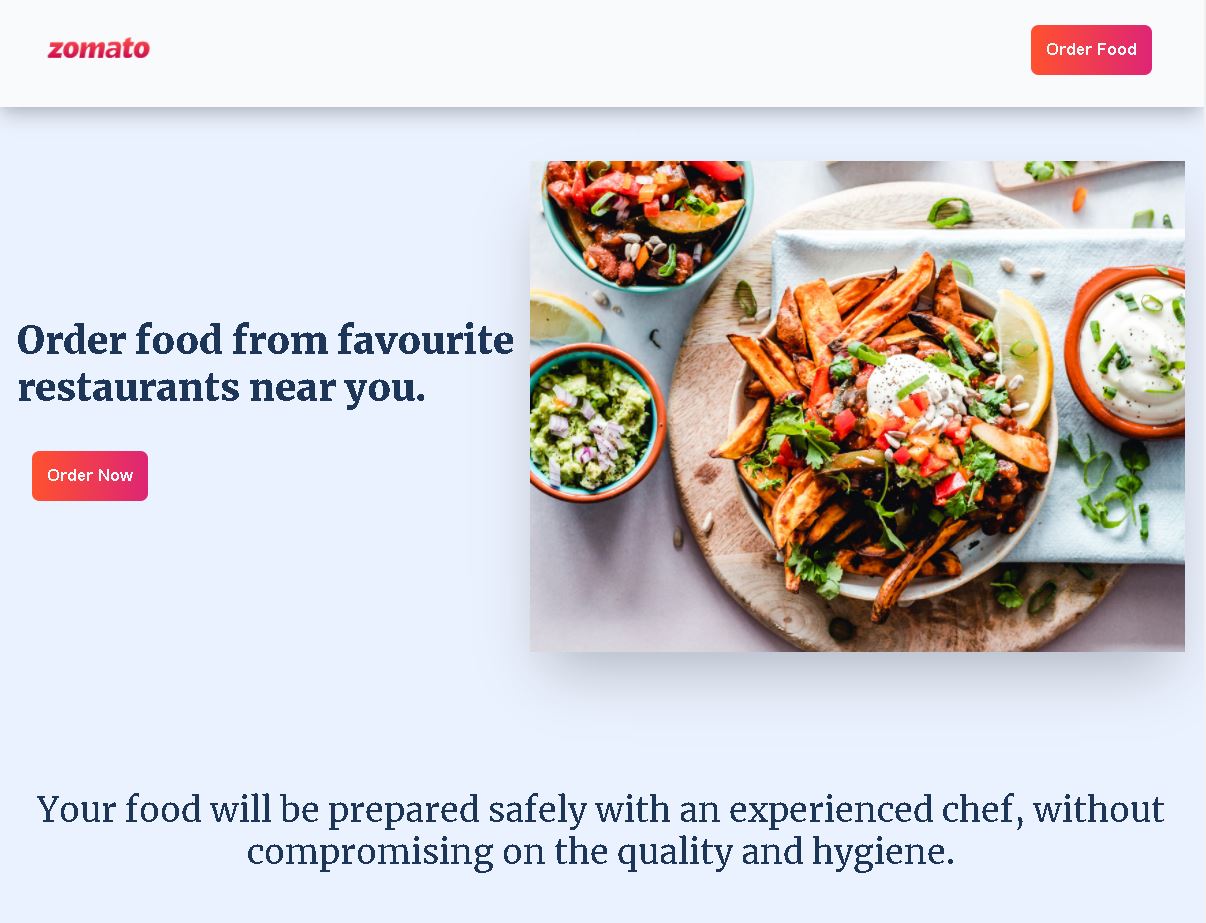 zomato
Order Food
Order food from favourite
restaurants near you.
Order Now
Your food will be prepared safely with an experienced chef, without
compromising on the quality and hygiene.